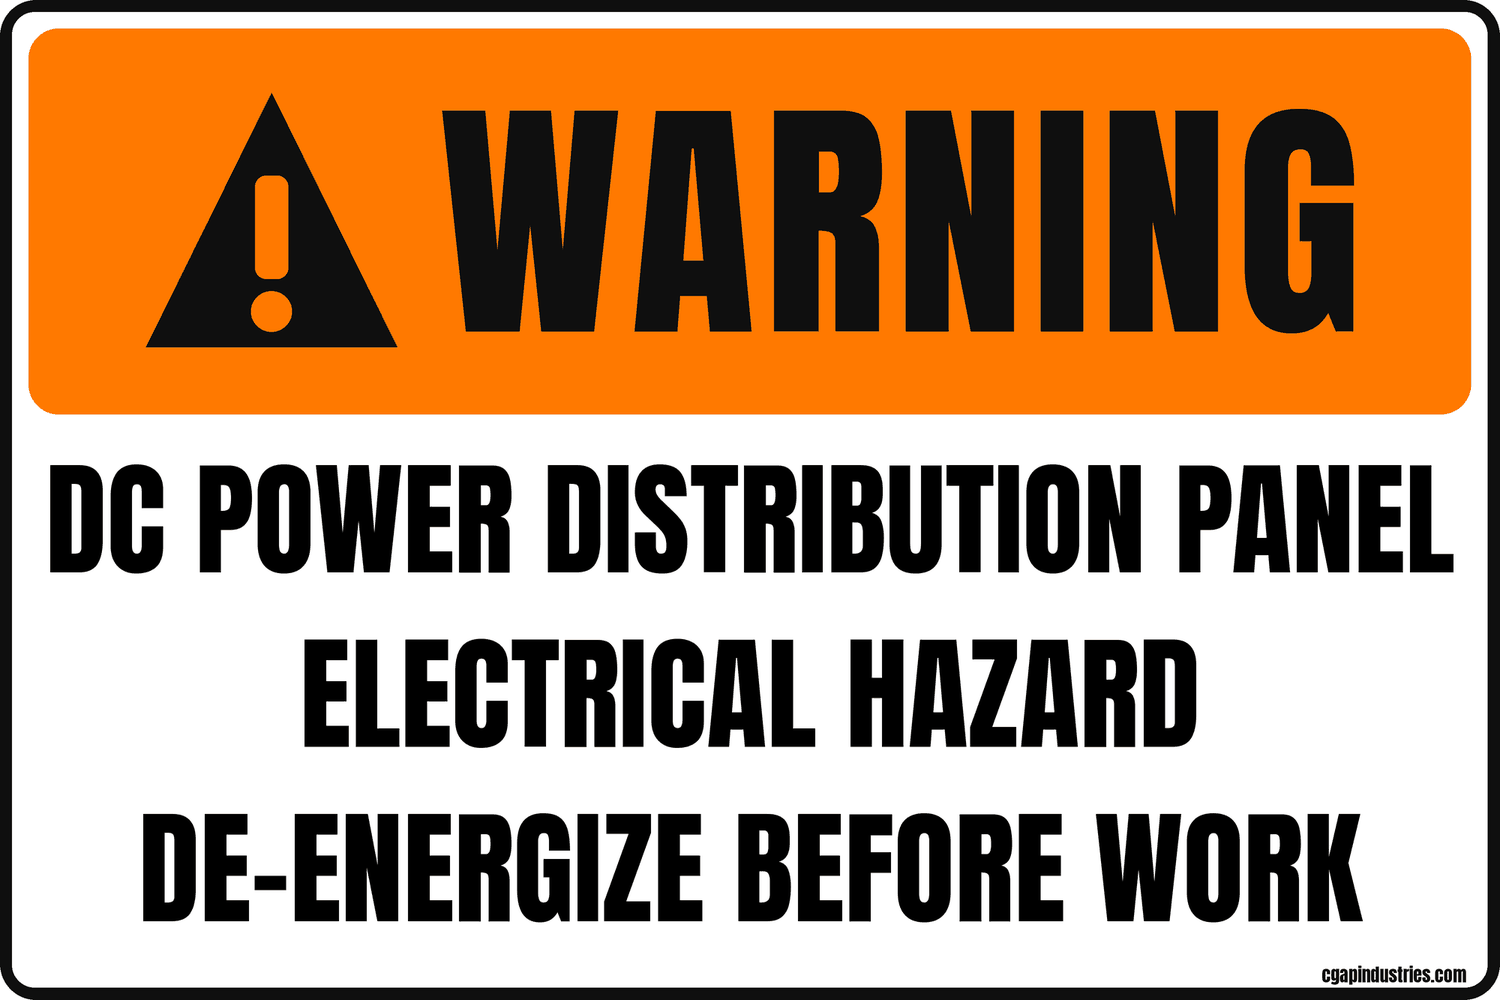 WARNING
DC POWER DISTRIBUTION PANEL
ELECTRICAL HAZARD
DE-ENERGIZE BEFORE WORK
cgapindustries.com